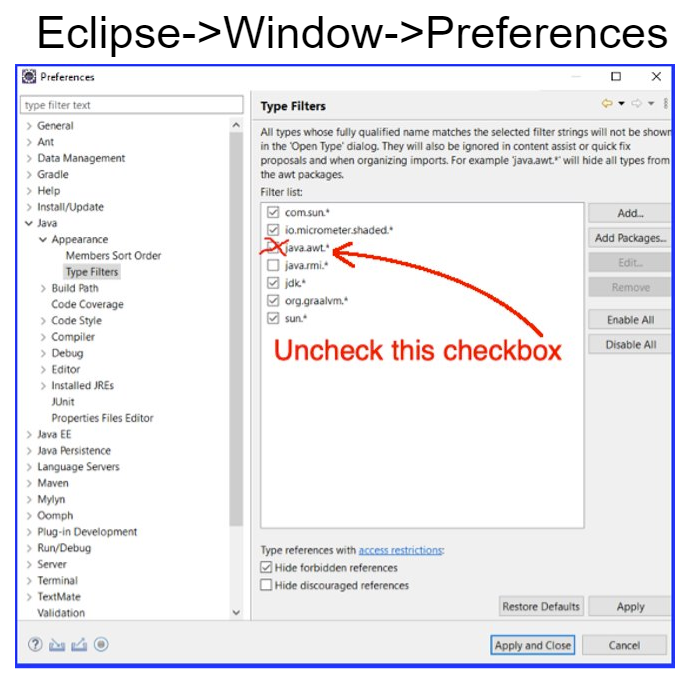 Eclipse->Window->Preferences
Preferences
type filter text
General
Ant
Data Management
Gradle
Help
Install/Update
Java
Appearance
Members Sort Order
Type Filters
Build Path
Code Coverage
Code Style
Compiler
Debug
Editor
Installed JREs
JUnit
Properties Files Editor
Java EE
Java Persistence
Language Servers
Maven
Mylyn
Oomph
Plug-in Development
Run/Debug
Server
Terminal
TextMate
Validation
Type Filters
All types whose fully qualified name matches the selected filter strings will not be shown
in the 'Open Type' dialog. They will also be ignored in content assist or quick fix
proposals and when organizing imports. For example 'java.awt.*' will hide all types from
the awt packages.
Filter list:
com.sun.*
io.micrometer.shaded.*
java.awt.*
java.rmi.*
jdk.*
org.graalvm.*
sun.*
Uncheck this checkbox
Add...
Add Packages...
Edit...
Remove
Enable All
Disable All
Type references with access restrictions:
Hide forbidden references
Hide discouraged references
Restore Defaults
Apply
Apply and Close
Cancel